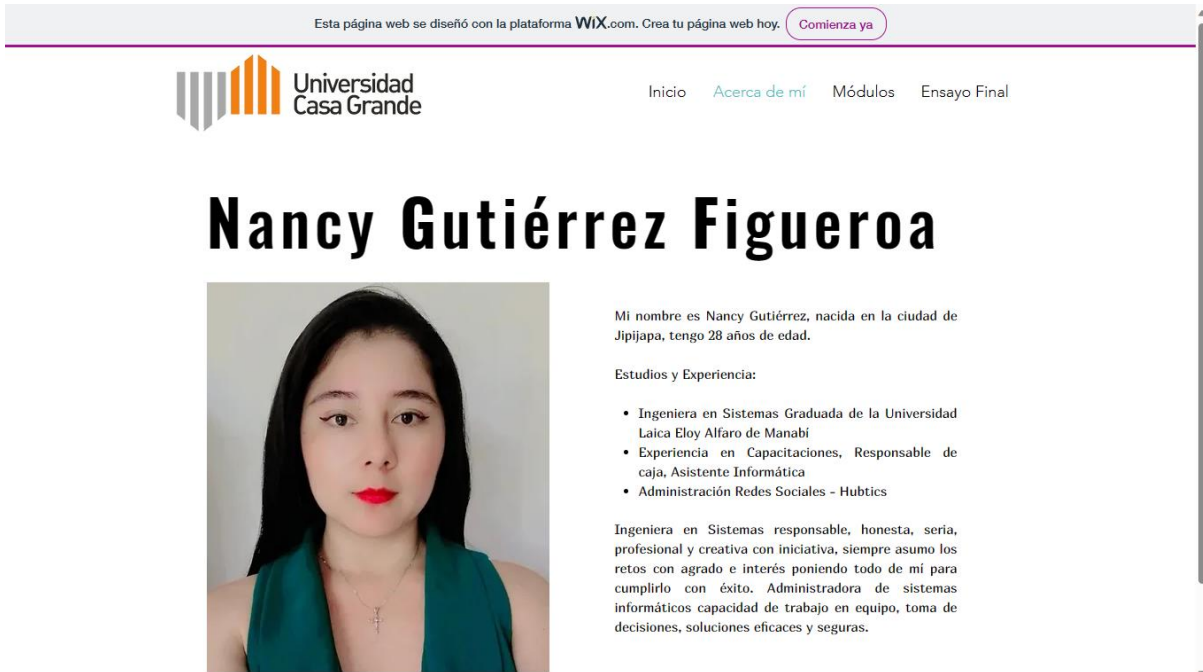 Esta página web se diseñó con la plataforma WiX.com. Crea tu página web hoy. Comienza ya
Universidad
Casa Grande
Inicio Acerca de mí Módulos Ensayo Final
Nancy Gutiérrez Figueroa
Mi nombre es Nancy Gutiérrez, nacida en la ciudad de
Jipijapa, tengo 28 años de edad.
Estudios y Experiencia:
• Ingeniera en Sistemas Graduada de la Universidad
Laica Eloy Alfaro de Manabí
• Experiencia en Capacitaciones, Responsable de
caja, Asistente Informática
• Administración Redes Sociales - Hubtics
Ingeniera en Sistemas responsable, honesta, seria,
profesional y creativa con iniciativa, siempre asumo los
retos con agrado e interés poniendo todo de mí para
cumplirlo con éxito. Administradora de sistemas
informáticos capacidad de trabajo en equipo, toma de
decisiones, soluciones eficaces y seguras.